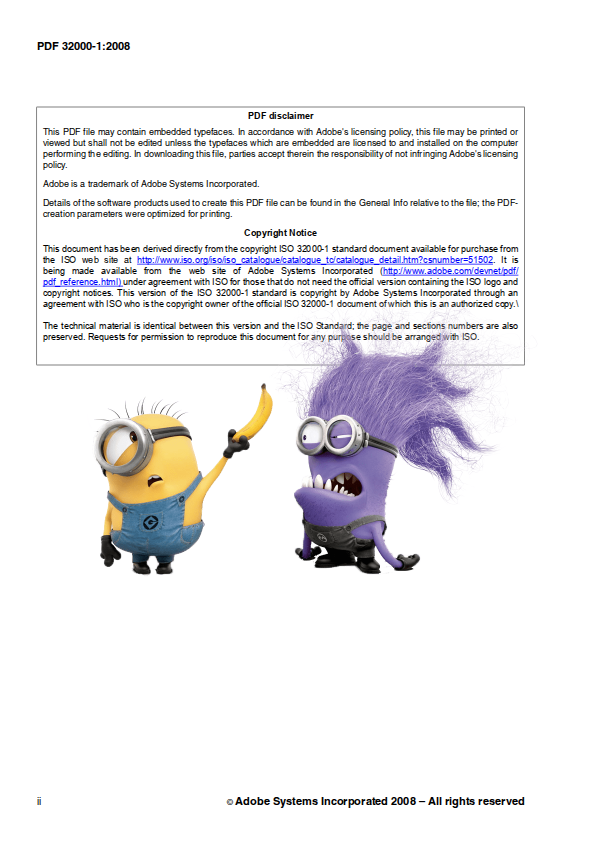 PDF 32000-1:2008
PDF disclaimer
This PDF file may contain embedded typefaces. In accordance with Adobe's licensing policy, this file may be printed or
viewed but shall not be edited unless the typefaces which are embedded are licensed to and installed on the computer
performing the editing. In downloading this file, parties accept therein the responsibility of not infringing Adobe's licensing
policy.
Adobe is a trademark of Adobe Systems Incorporated.
Details of the software products used to create this PDF file can be found in the General Info relative to the file; the PDF-
creation parameters were optimized for printing.
Copyright Notice
This document has been derived directly from the copyright ISO 32000-1 standard document available for purchase from
the ISO web site at http://www.iso.org/iso/iso_catalogue/catalogue_tc/catalogue_detail.htm?csnumber=51502. It is
being made available from the web site of Adobe Systems Incorporated (http://www.adobe.com/devnet/pdf/
pdf_reference.html) under agreement with ISO for those that do not need the official version containing the ISO logo and
copyright notices. This version of the ISO 32000-1 standard is copyright by Adobe Systems Incorporated through an
agreement with ISO who is the copyright owner of the official ISO 32000-1 document of which this is an authorized copy.\
The technical material is identical between this version and the ISO Standard; the page and sections numbers are also
preserved. Requests for permission to reproduce this document for any purpose should be arranged with ISO.
ii
© Adobe Systems Incorporated 2008 – All rights reserved